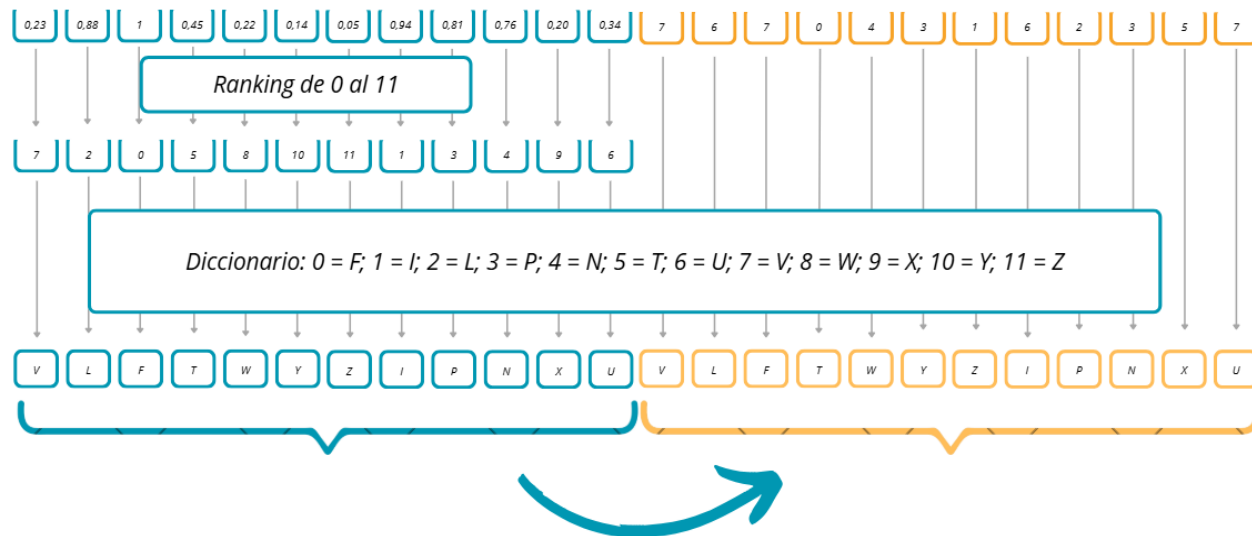 0,23 0,88 1 0,45 0,22 0,14 0,05 0,94 0,81 0,76 0,20 0,34 7 6 7 0 4 3 1 6 2 3 5 7
Ranking de 0 al 11
7 2 0 5 8 10 11 1 3 4 9 6
Diccionario: 0 = F; 1 = I; 2 = L; 3 = P; 4 = N; 5 = T; 6 = U; 7 = V; 8 = W; 9 = X; 10 = Y; 11 = Z
V L F T W Y Z I P N X U V L F T W Y Z I P N X U